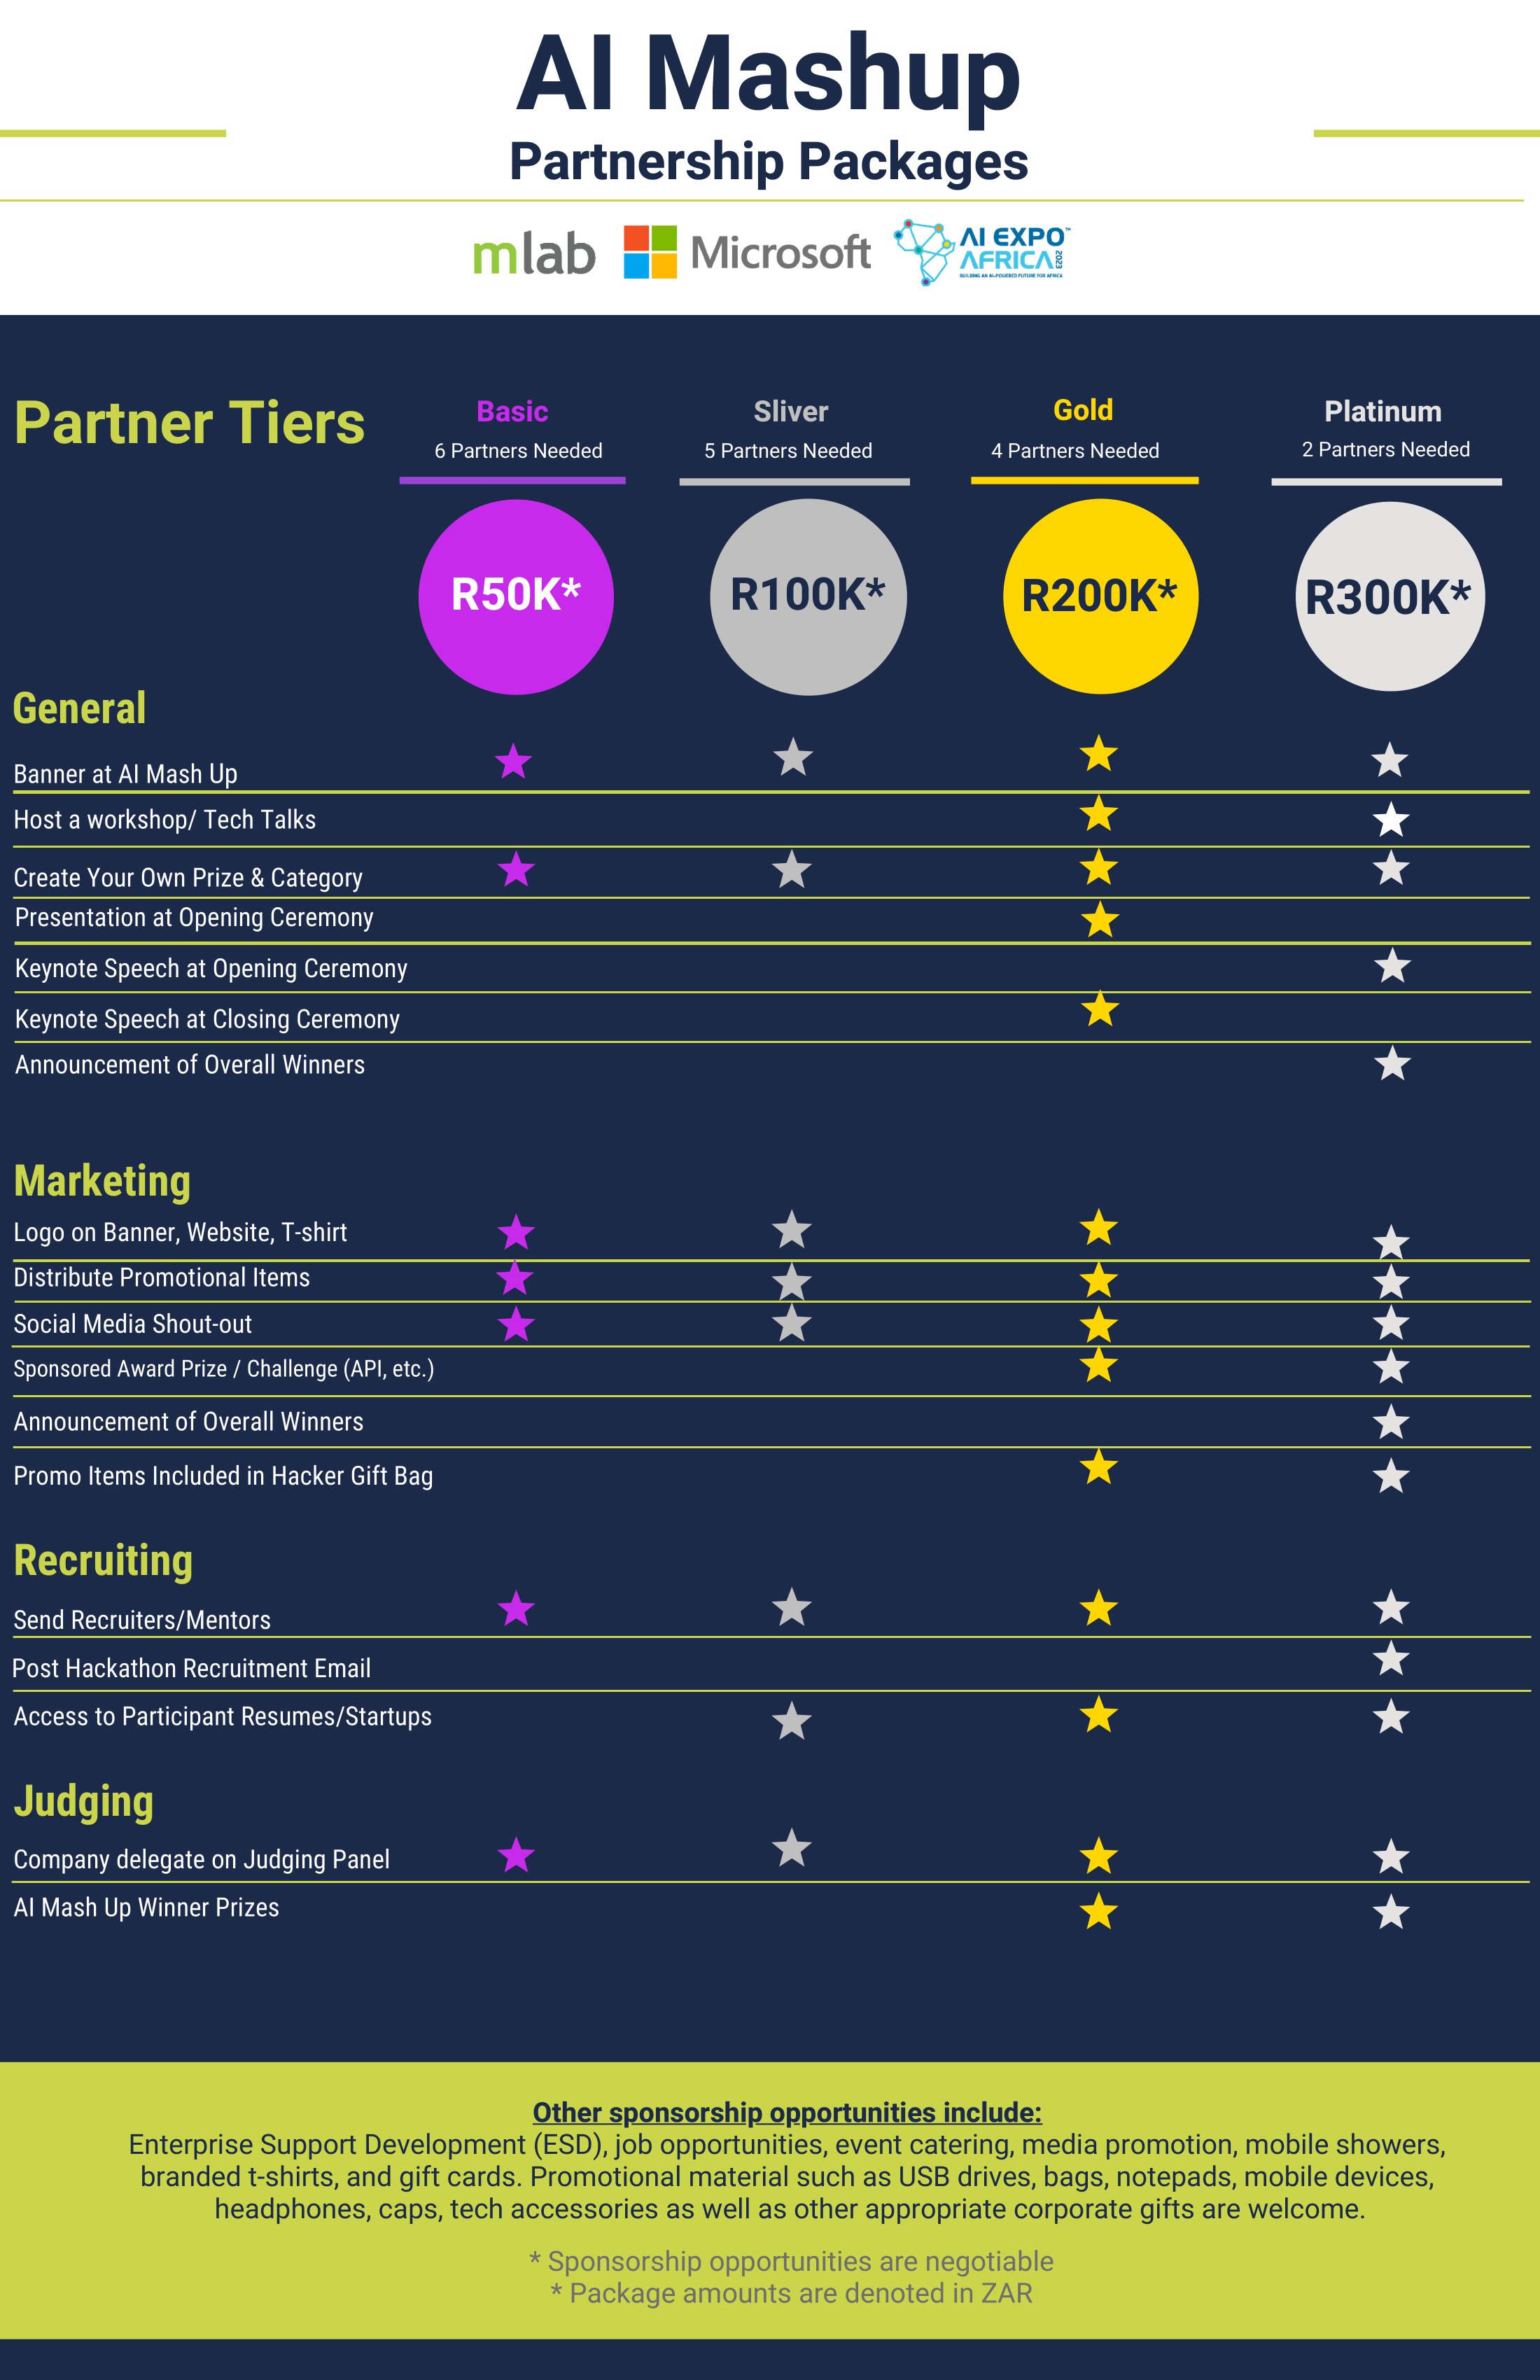 AI Mashup
Partnership Packages
mlab
Microsoft
AI EXPO™
AFRICA 2023
BUILDING AN AI-POWERED FUTURE FOR AFRICA
Partner Tiers
Basic
6 Partners Needed
Sliver
5 Partners Needed
Gold
4 Partners Needed
Platinum
2 Partners Needed
R50K*
R100K*
R200K*
R300K*
General
Banner at AI Mash Up
Host a workshop/ Tech Talks
Create Your Own Prize & Category
Presentation at Opening Ceremony
Keynote Speech at Opening Ceremony
Keynote Speech at Closing Ceremony
Announcement of Overall Winners
Marketing
Logo on Banner, Website, T-shirt
Distribute Promotional Items
Social Media Shout-out
Sponsored Award Prize / Challenge (API, etc.)
Announcement of Overall Winners
Promo Items Included in Hacker Gift Bag
Recruiting
Send Recruiters/Mentors
Post Hackathon Recruitment Email
Access to Participant Resumes/Startups
Judging
Company delegate on Judging Panel
AI Mash Up Winner Prizes
Other sponsorship opportunities include:
Enterprise Support Development (ESD), job opportunities, event catering, media promotion, mobile showers,
branded t-shirts, and gift cards. Promotional material such as USB drives, bags, notepads, mobile devices,
headphones, caps, tech accessories as well as other appropriate corporate gifts are welcome.
* Sponsorship opportunities are negotiable
* Package amounts are denoted in ZAR